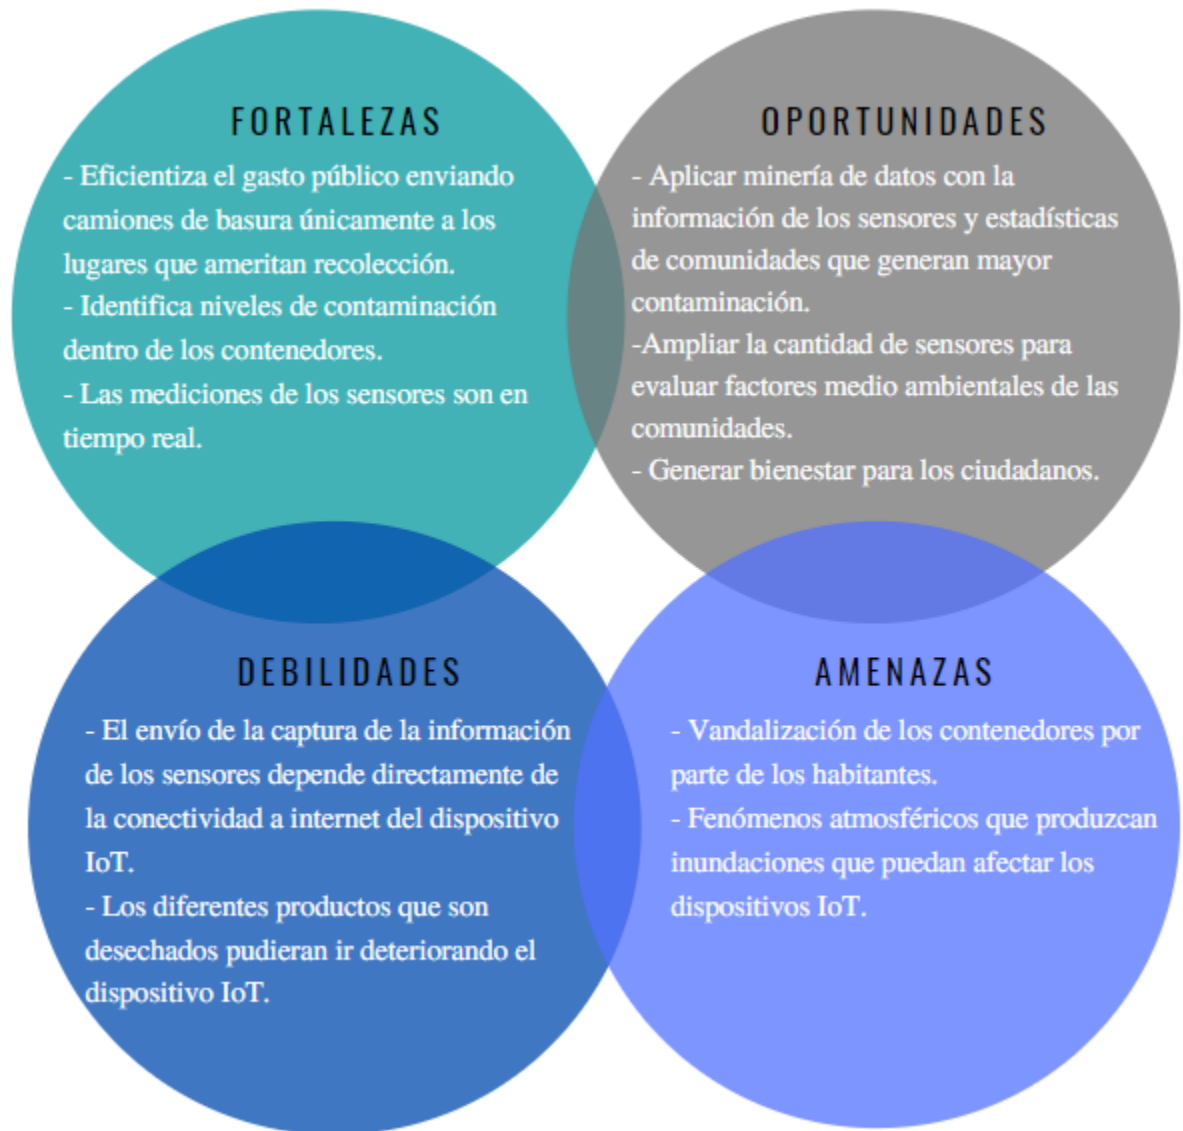 FORTALEZAS
- Eficientiza el gasto público enviando
camiones de basura únicamente a los
lugares que ameritan recolección.
- Identifica niveles de contaminación
dentro de los contenedores.
- Las mediciones de los sensores son en
tiempo real.
OPORTUNIDADES
- Aplicar minería de datos con la
información de los sensores y estadísticas
de comunidades que generan mayor
contaminación.
-Ampliar la cantidad de sensores para
evaluar factores medio ambientales de las
comunidades.
- Generar bienestar para los ciudadanos.
DEBILIDADES
- El envío de la captura de la información
de los sensores depende directamente de
la conectividad a internet del dispositivo
IoT.
- Los diferentes productos que son
desechados pudieran ir deteriorando el
dispositivo IoT.
AMENAZAS
- Vandalización de los contenedores por
parte de los habitantes.
- Fenómenos atmosféricos que produzcan
inundaciones que puedan afectar los
dispositivos IoT.